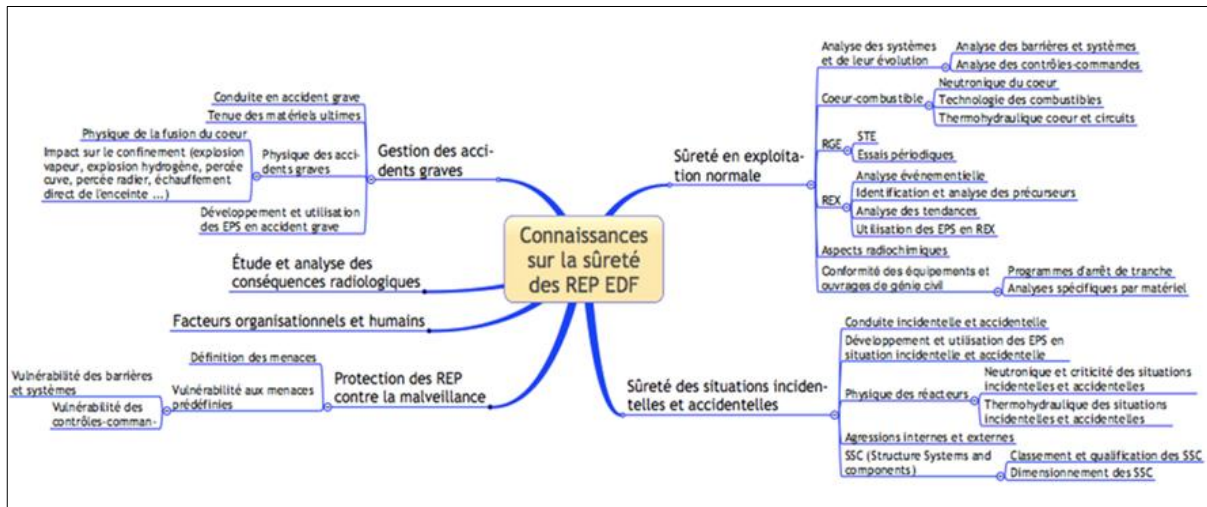 Connaissances
sur la sûreté
des REP EDF
Gestion des acci-
dents graves
Conduite en accident grave
Tenue des matériels ultimes
Physique des acci-
dents graves
Physique de la fusion du coeur
Impact sur le confinement (explosion
vapeur, explosion hydrogène, percée
cuve, percée radier, échauffement
direct de l'enceinte ...)
Développement et utilisation
des EPS en accident grave
Étude et analyse des
conséquences radiologiques
Facteurs organisationnels et humains
Protection des REP
contre la malveillance
Définition des menaces
Vulnérabilité aux menaces
prédéfinies
Vulnérabilité des barrières
et systèmes
Vulnérabilité des
contrôles-comman-
Sûreté en exploita-
tion normale
Analyse des systèmes
et de leur évolution
Analyse des barrières et systèmes
Analyse des contrôles-commandes
Coeur-combustible
Neutronique du coeur
Technologie des combustibles
Thermohydraulique coeur et circuits
RGE
STE
Essais périodiques
REX
Analyse événementielle
Identification et analyse des précurseurs
Analyse des tendances
Utilisation des EPS en REX
Aspects radiochimiques
Conformité des équipements et
ouvrages de génie civil
Programmes d'arrêt de tranche
Analyses spécifiques par matériel
Sûreté des situations inciden-
telles et accidentelles
Conduite incidentelle et accidentelle
Développement et utilisation des EPS en
situation incidentelle et accidentelle
Physique des réacteurs
Neutronique et criticité des situations
incidentelles et accidentelles
Thermohydraulique des situations
incidentelles et accidentelles
Agressions internes et externes
SSC (Structure Systems and
components)
Classement et qualification des SSC
Dimensionnement des SSC